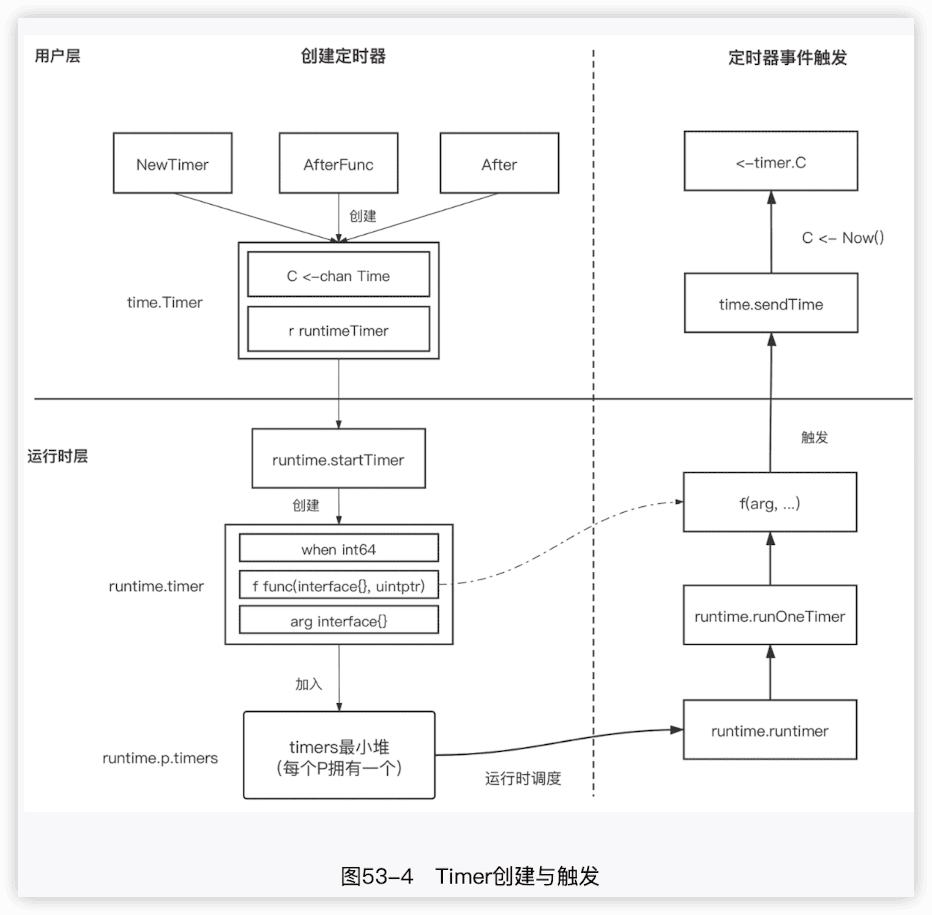 用户层
创建定时器
定时器事件触发
NewTimer
AfterFunc
After
<-timer.C
创建
C <- Now()
C <-chan Time
time.Timer
time.sendTime
r runtimeTimer
运行时层
runtime.startTimer
触发
创建
f(arg, ...)
when int64
runtime.timer
f func(interface{}, uintptr)
arg interface{}
runtime.runOneTimer
加入
timers最小堆
(每个P拥有一个)
runtime.p.timers
runtime.runtimer
运行时调度
图53-4 Timer创建与触发